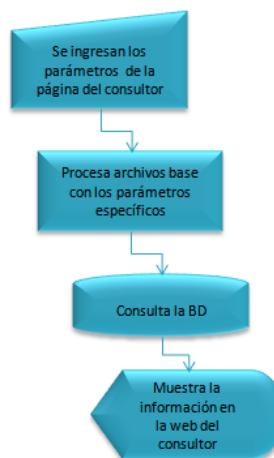 Se ingresan los
parámetros de la
página del consultor
Procesa archivos base
con los parámetros
específicos
Consulta la BD
Muestra la
información en
la web del
consultor